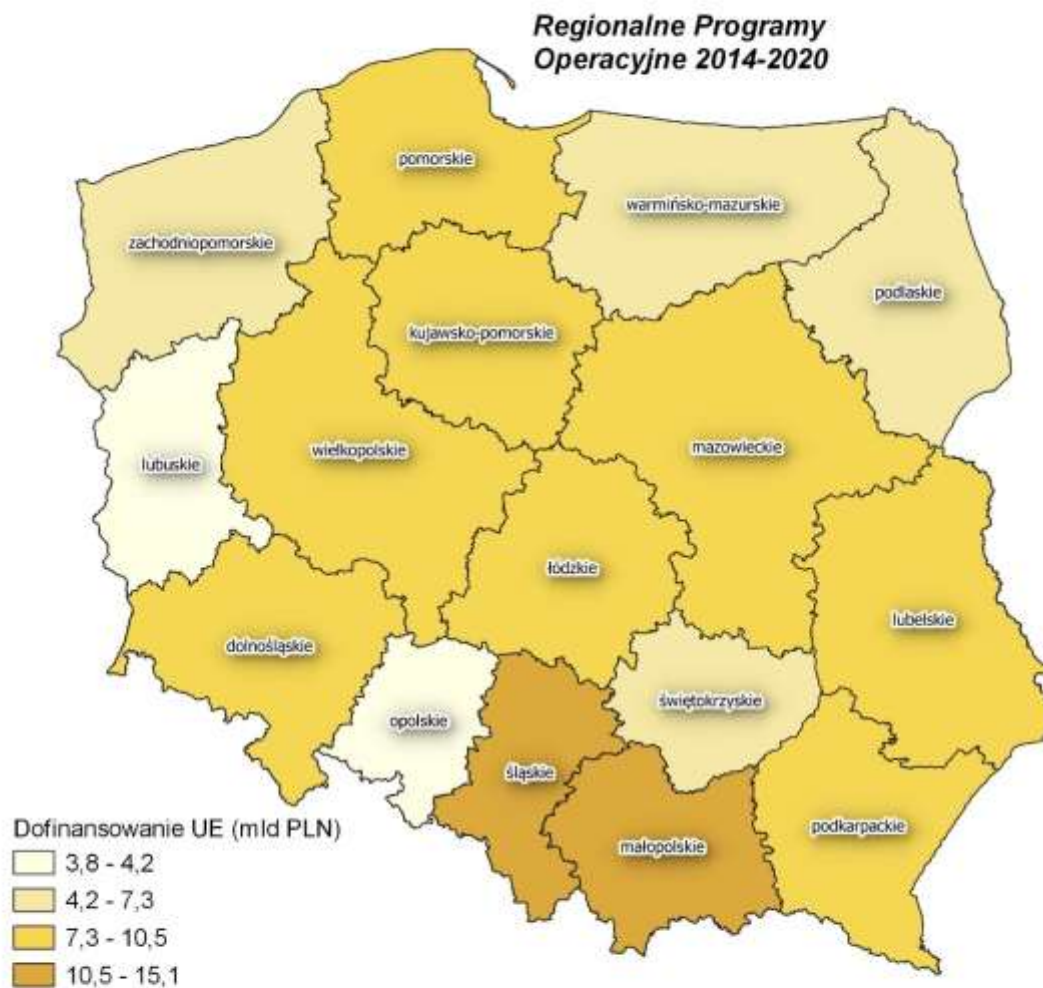 Regionalne Programy
Operacyjne 2014-2020
pomorskie
warmińsko-mazurskie
zachodniopomorskie
podlaskie
kujawsko-pomorskie
mazowieckie
wielkopolskie
lubuskie
łódzkie
lubelskie
dolnośląskie
świętokrzyskie
opolskie
śląskie
podkarpackie
małopolskie
Dofinansowanie UE (mld PLN)
3,8 - 4,2
4,2 - 7,3
7,3 - 10,5
10,5 - 15,1